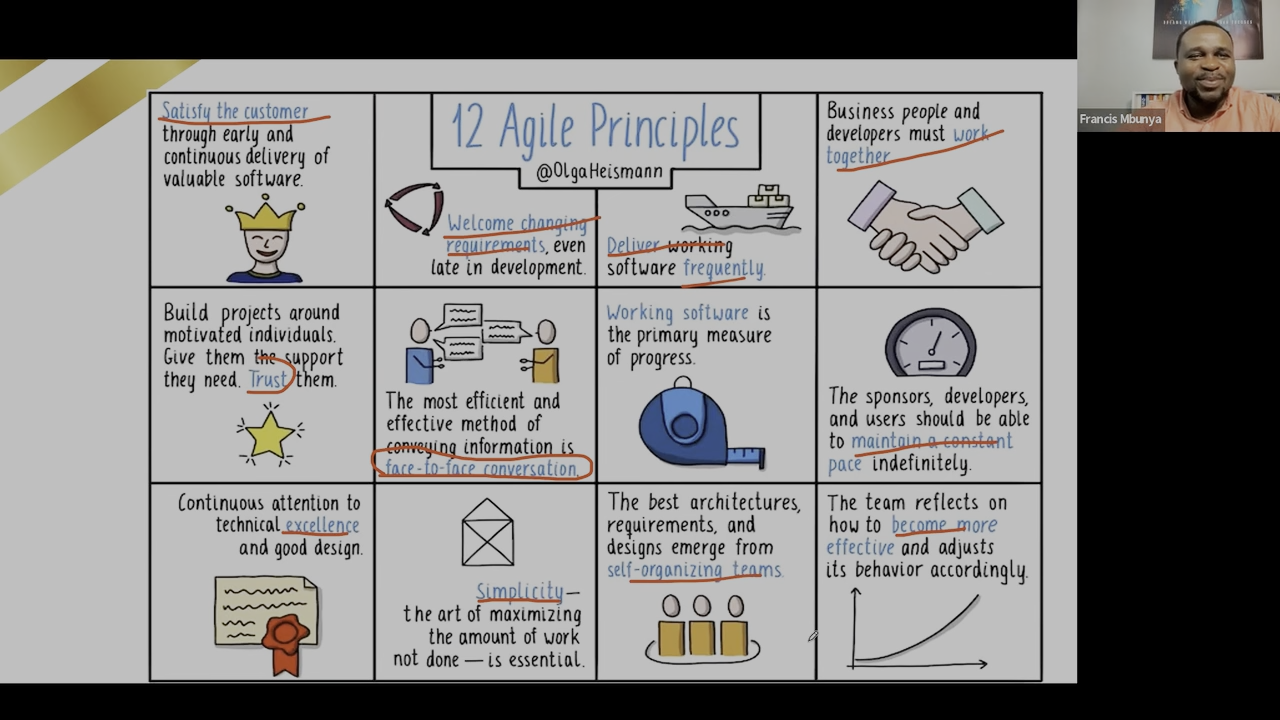 12 Agile Principles
@OlgaHeismann
Satisfy the customer
through early and
continuous delivery of
valuable software.
Welcome changing
requirements, even
late in development.
Deliver working
software frequently.
Business people and
developers must work
together
Build projects around
motivated individuals.
Give them the support
they need. Trust them.
The most efficient and
effective method of
conveying information is
face-to-face conversation.
Working software is
the primary measure
of progress.
The sponsors, developers,
and users should be able
to maintain a constant
pace indefinitely.
Continuous attention to
technical excellence
and good design.
Simplicity—
the art of maximizing
the amount of work
not done — is essential.
The best architectures,
requirements, and
designs emerge from
self-organizing teams.
The team reflects on
how to become more
effective and adjusts
its behavior accordingly.
Francis Mbunya